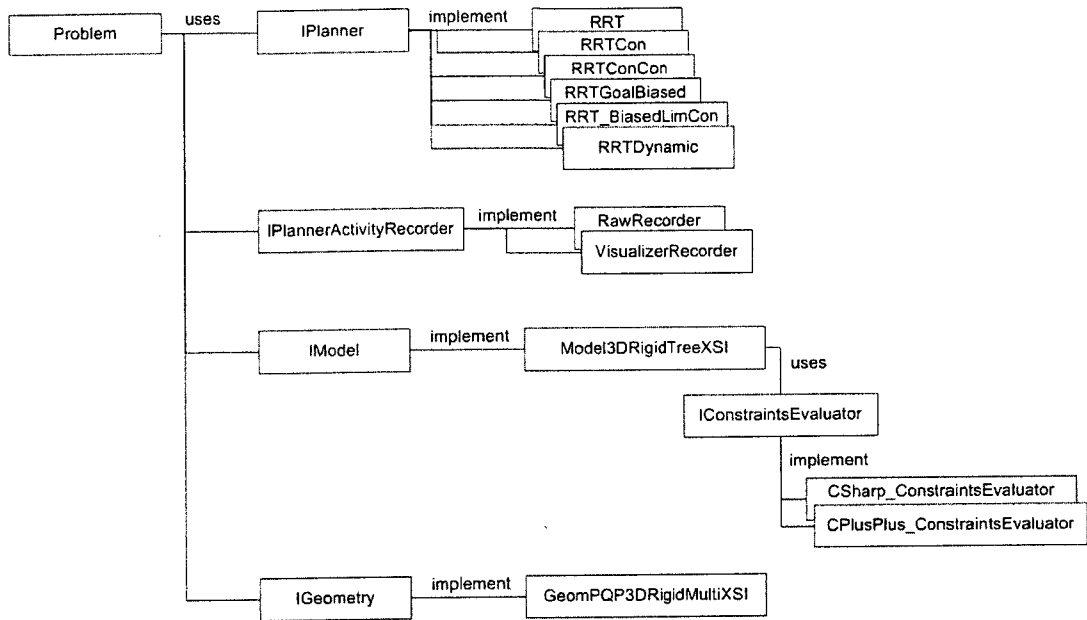 Problem
uses
IPlanner
implement
RRT
RRTCon
RRTConCon
RRTGoalBiased
RRT_BiasedLimCon
RRTDynamic
IPlannerActivityRecorder
implement
RawRecorder
VisualizerRecorder
IModel
implement
Model3DRigidTreeXSI
uses
IConstraintsEvaluator
implement
CSharp_ConstraintsEvaluator
CPlusPlus_ConstraintsEvaluator
IGeometry
implement
GeomPQP3DRigidMultiXSI